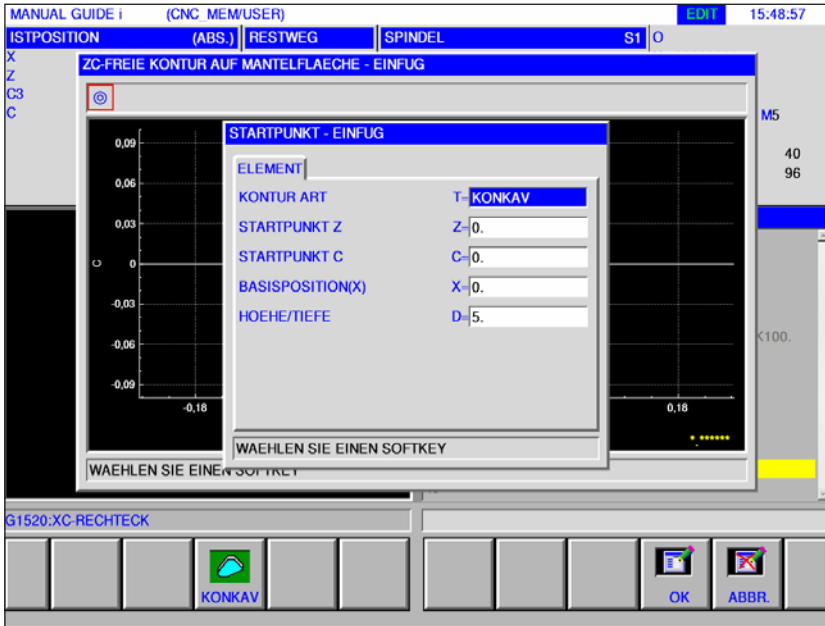 MANUAL GUIDE i (CNC_MEM/USER) EDIT 15:48:57
ISTPOSITION (ABS.) RESTWEG SPINDEL S1 O
X
Z
C3
C
M5
40
96
ZC-FREIE KONTUR AUF MANTELFLAECHE - EINFUG
0,09
0,06
0,03
0
-0,03
-0,06
-0,09
C
-0,18 0,18
*.******
STARTPUNKT - EINFUG
ELEMENT
KONTUR ART T=KONKAV
STARTPUNKT Z Z=0.
STARTPUNKT C C=0.
BASISPOSITION(X) X=0.
HOEHE/TIEFE D=5.
WAEHLEN SIE EINEN SOFTKEY
WAEHLEN SIE EINEN SOFTKEY
K100.
G1520:XC-RECHTECK
KONKAV OK ABBR.